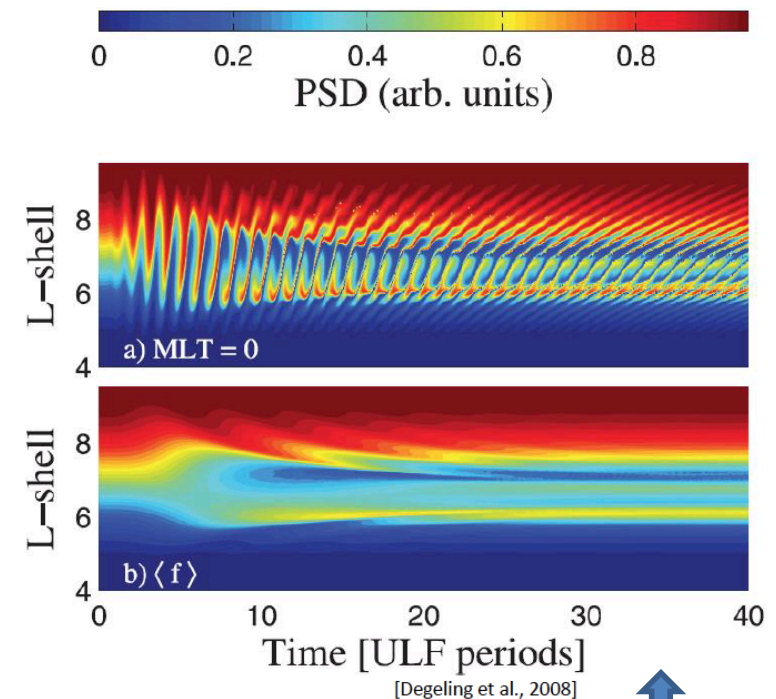 0 0.2 0.4 0.6 0.8
PSD (arb. units)
8
6
4
L-shell
a) MLT = 0
8
6
4
L-shell
b) ⟨ f ⟩
0 10 20 30 40
Time [ULF periods]
[Degeling et al., 2008]